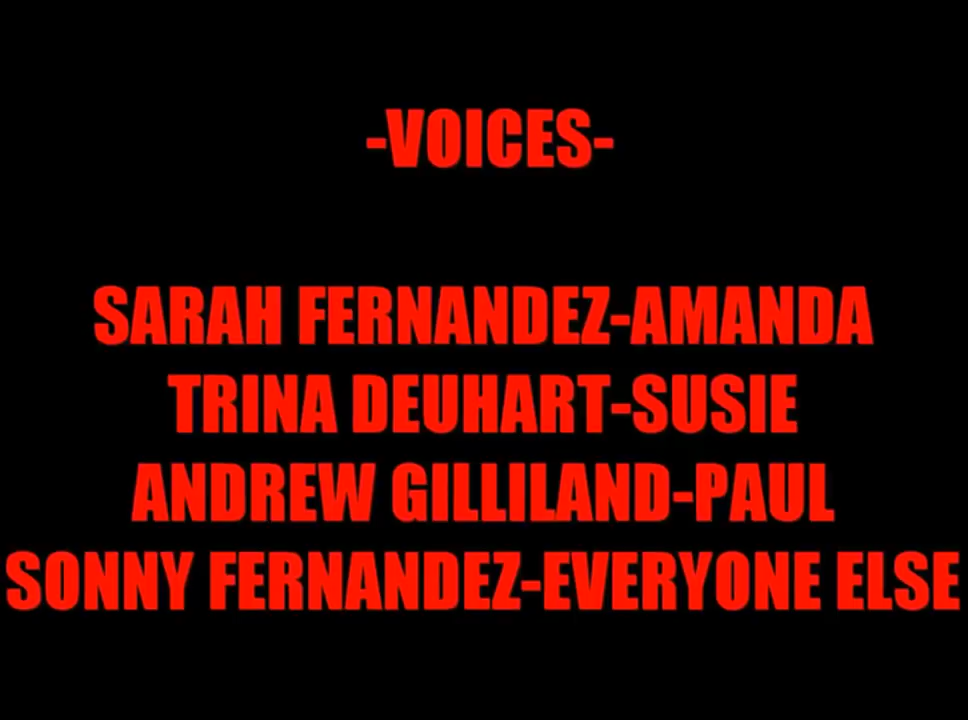 -VOICES-
SARAH FERNANDEZ-AMANDA
TRINA DEUHART-SUSIE
ANDREW GILLILAND-PAUL
SONNY FERNANDEZ-EVERYONE ELSE